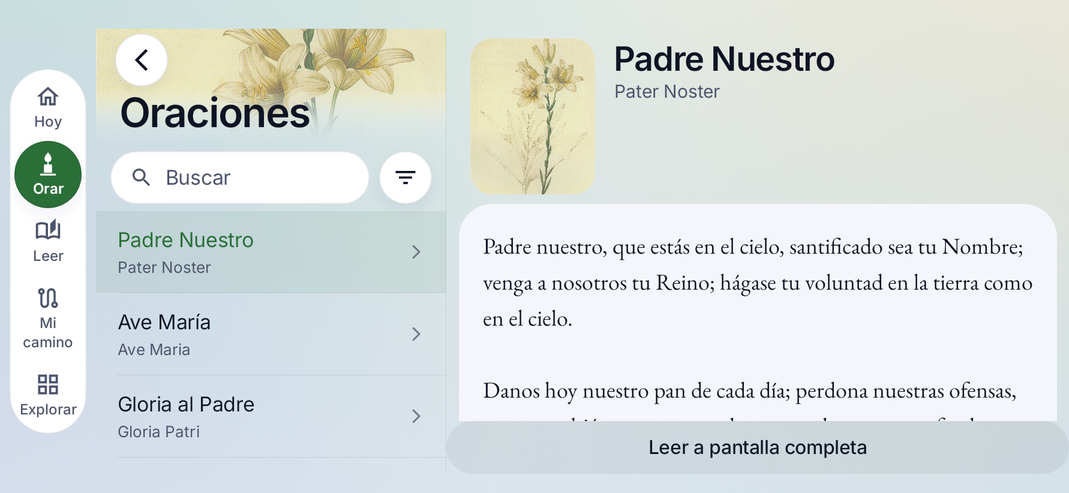 Hoy
Orar
Leer
Mi
camino
Explorar
Oraciones
Buscar
Padre Nuestro
Pater Noster
Ave María
Ave Maria
Gloria al Padre
Gloria Patri
Padre Nuestro
Pater Noster
Padre nuestro, que estás en el cielo, santificado sea tu Nombre;
venga a nosotros tu Reino; hágase tu voluntad en la tierra como
en el cielo.
Danos hoy nuestro pan de cada día; perdona nuestras ofensas,
Leer a pantalla completa